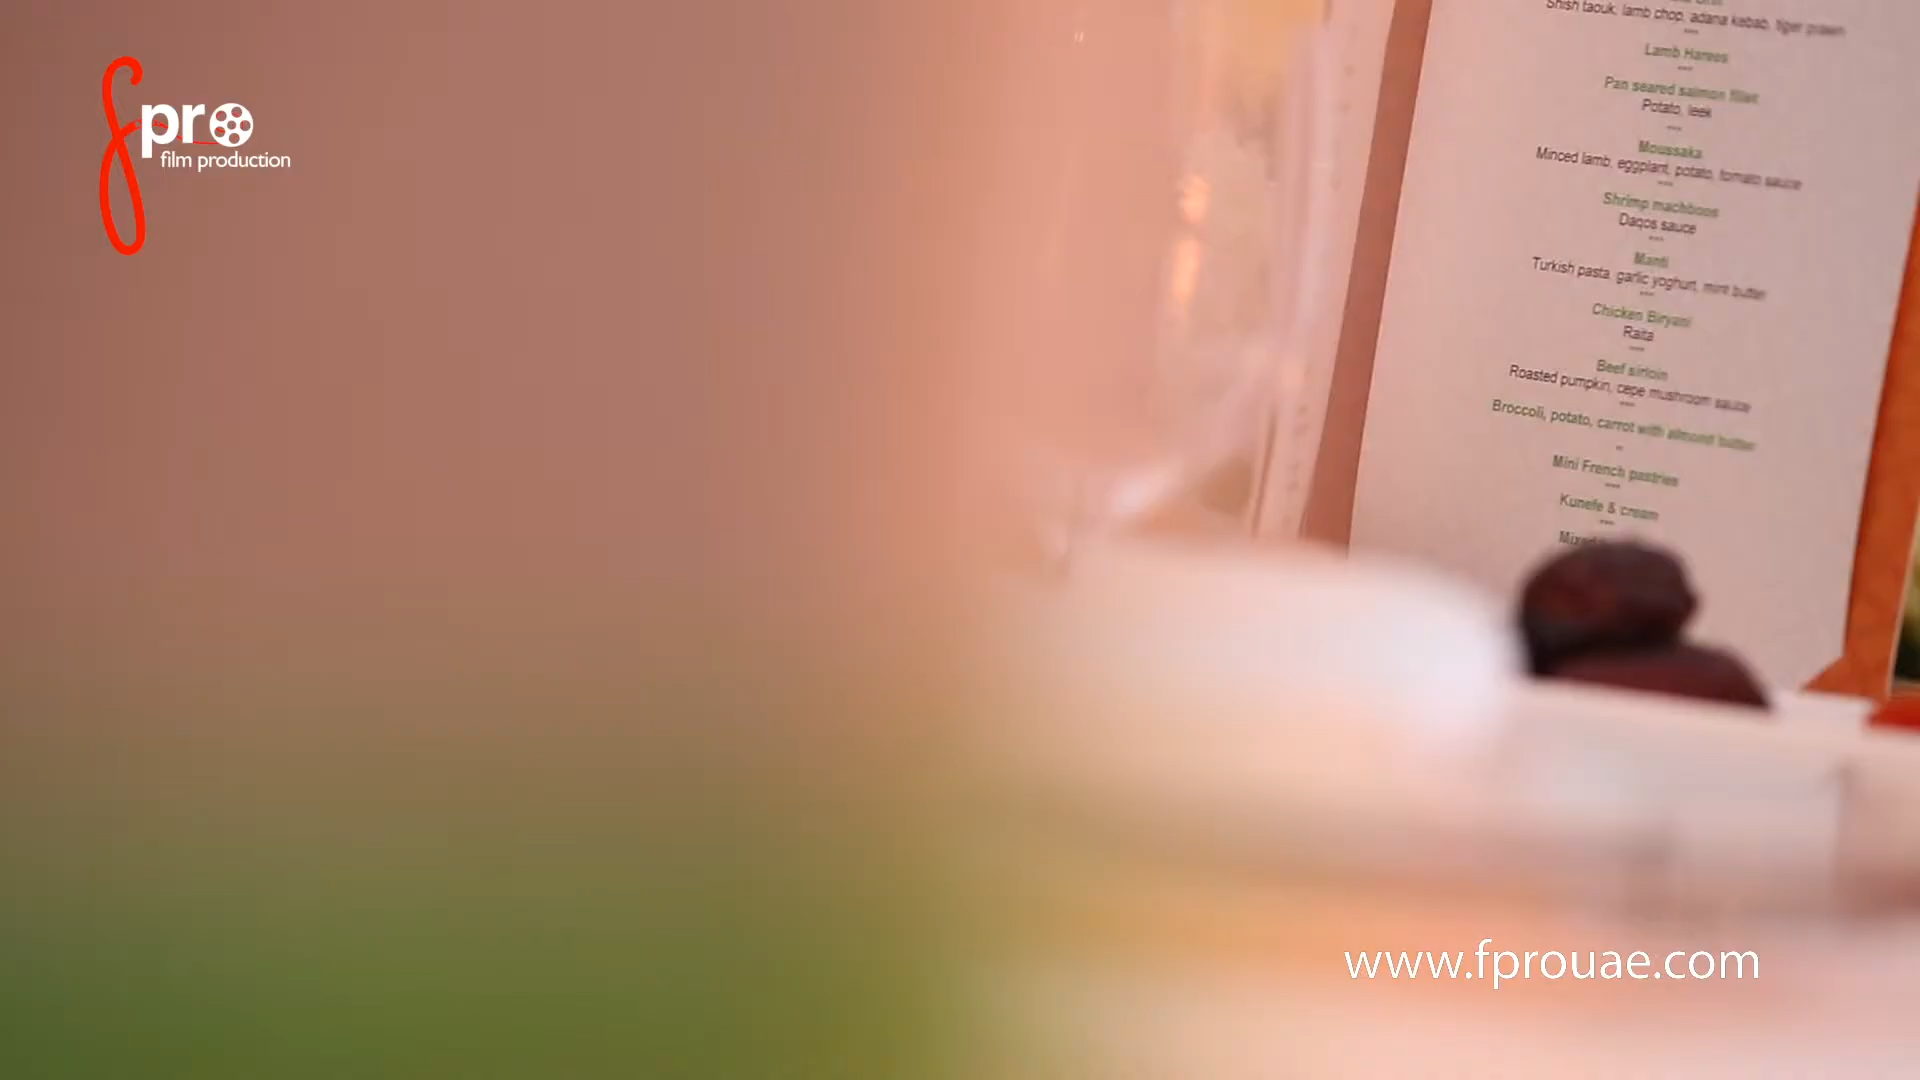 fpro
film production
Shish taouk, lamb chop, adana kebab, tiger prawn
***
Lamb Harees
***
Pan seared salmon fillet
Potato, leek
***
Moussaka
Minced lamb, eggplant, potato, tomato sauce
***
Shrimp machboos
Daqos sauce
***
Manti
Turkish pasta, garlic yoghurt, mint butter
***
Chicken Biryani
Raita
***
Beef sirloin
Roasted pumpkin, cepe mushroom sauce
***
Broccoli, potato, carrot with almond butter
*
Mini French pastries
***
Kunefe & cream
***
www.fprouae.com